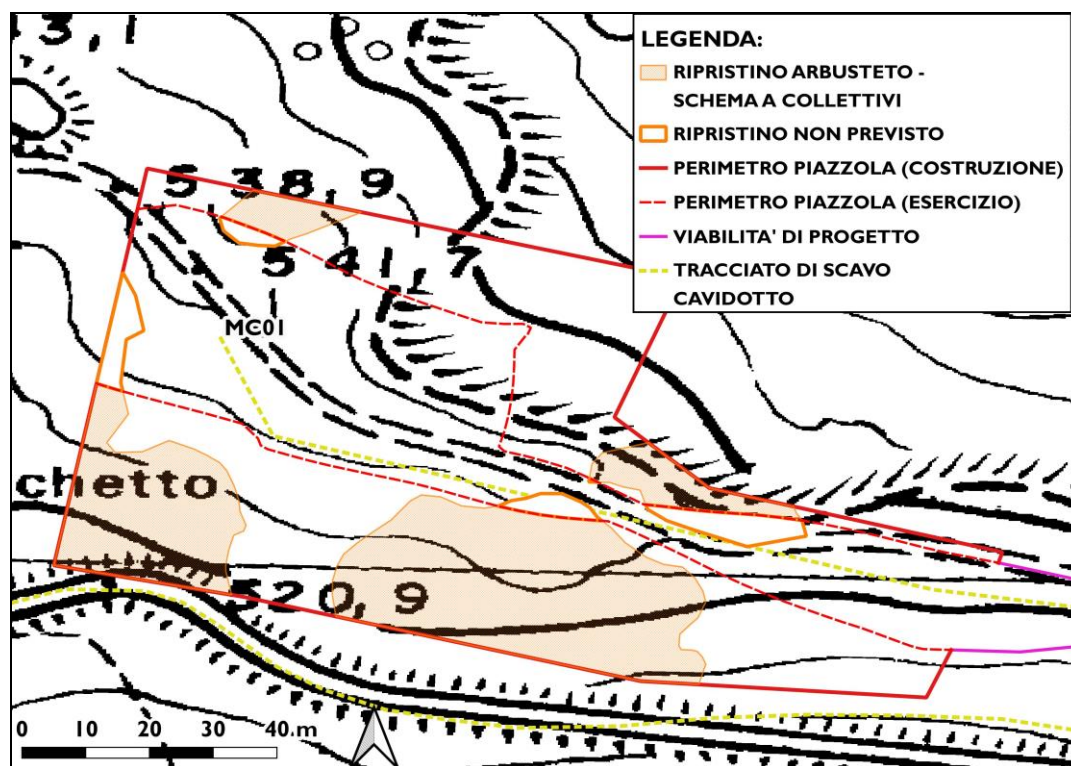 3,1
LEGENDA:
RIPRISTINO ARBUSTETO -
SCHEMA A COLLETTIVI
RIPRISTINO NON PREVISTO
PERIMETRO PIAZZOLA (COSTRUZIONE)
PERIMETRO PIAZZOLA (ESERCIZIO)
VIABILITA' DI PROGETTO
TRACCIATO DI SCAVO
CAVIDOTTO
538,9
541,7
MC01
chetto
520,9
0 10 20 30 40 m